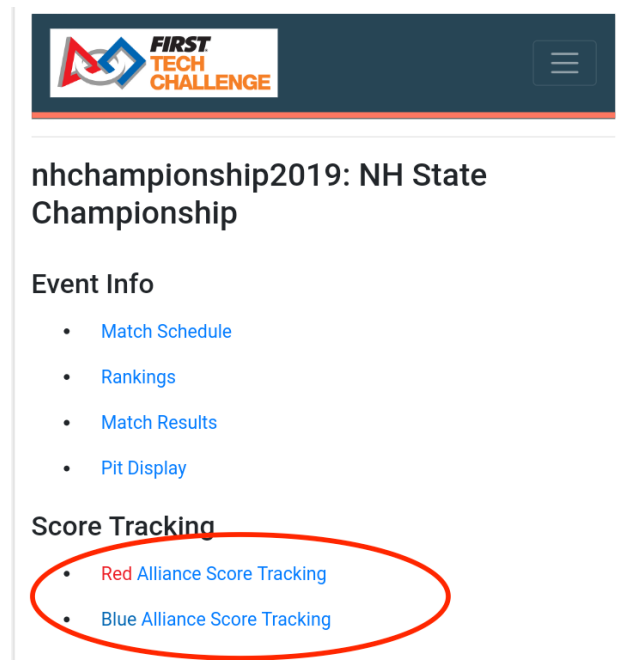 FIRST
TECH
CHALLENGE
nhchampionship2019: NH State
Championship
Event Info
Match Schedule
Rankings
Match Results
Pit Display
Score Tracking
Red Alliance Score Tracking
Blue Alliance Score Tracking